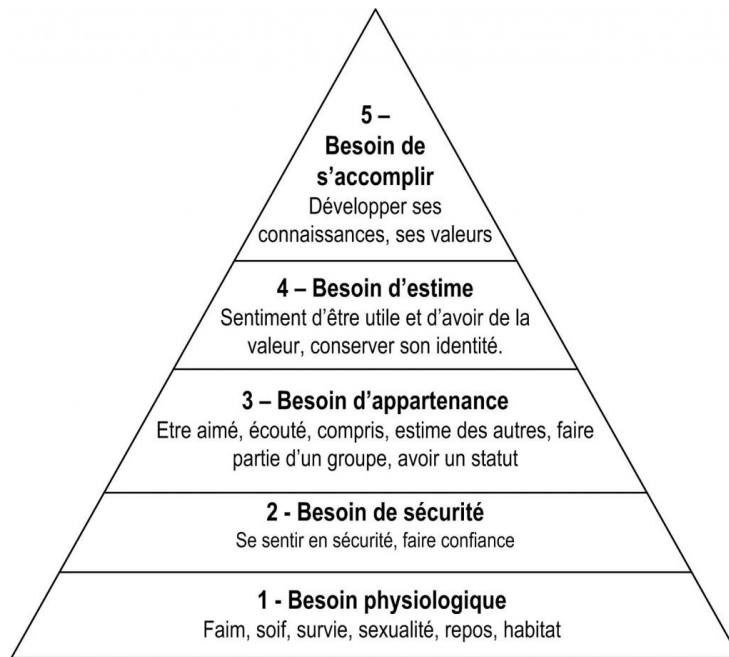 5 –
Besoin de
s’accomplir
Développer ses
connaissances, ses valeurs
4 – Besoin d’estime
Sentiment d’être utile et d’avoir de la
valeur, conserver son identité.
3 – Besoin d’appartenance
Etre aimé, écouté, compris, estime des autres, faire
partie d’un groupe, avoir un statut
2 - Besoin de sécurité
Se sentir en sécurité, faire confiance
1 - Besoin physiologique
Faim, soif, survie, sexualité, repos, habitat